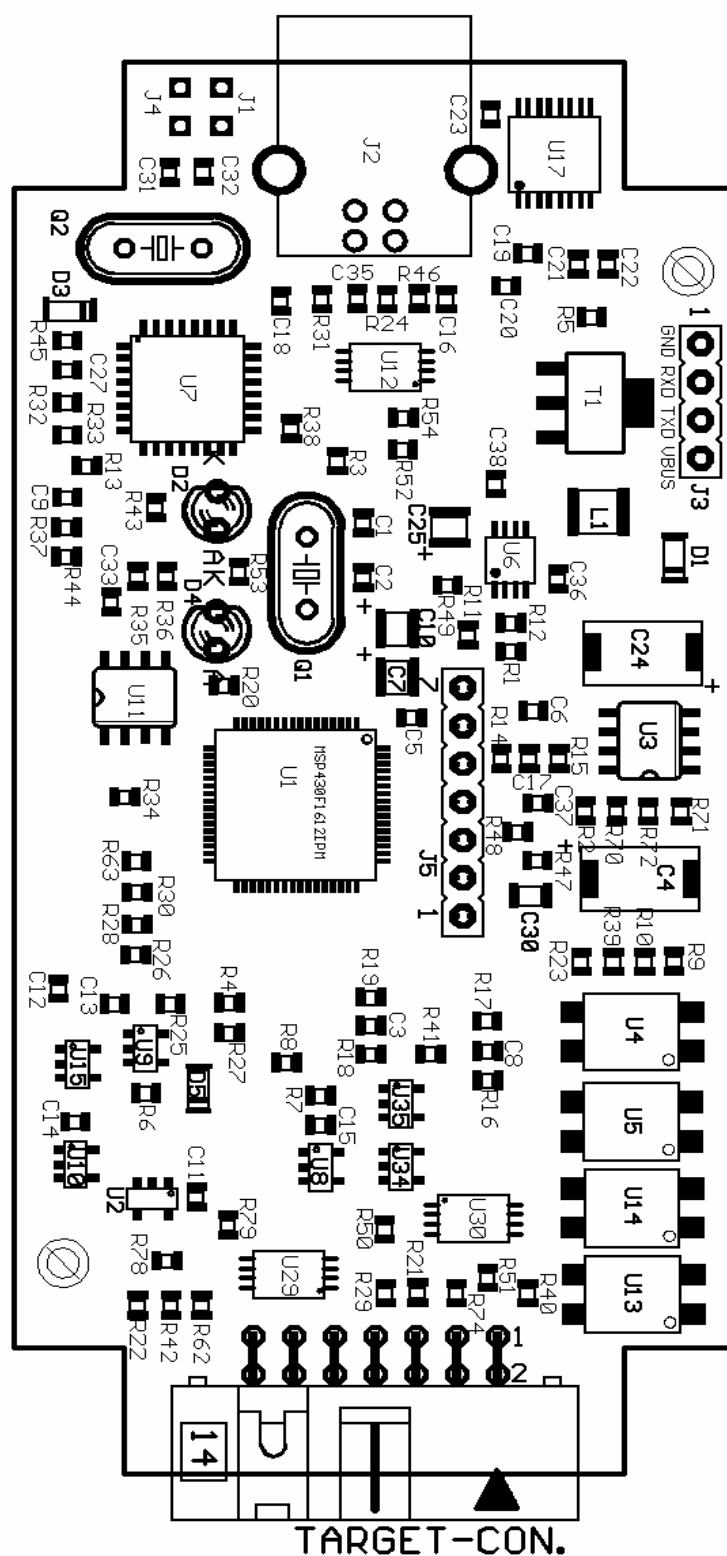 J4
J1
C23
J2
U17
C31
C32
Q2
C19
C21
C22
D3
C35
R46
C20
C18
R31
R24
C16
R5
1
R45
C27
U7
U12
GND RXD TXD VBUS
T1
R32
R33
R38
R54
R3
R52
J3
R13
D2
K
C38
C9
R37
R43
C1
C25+
L1
R44
A
K
R53
U6
D1
C33
R35
R36
D4
C2
R49
R11
C36
+
C10
R12
Q1
+
R1
C24
+
U11
A
R20
C7
7
C6
U3
C5
R14
U1
MSP430F1612IPM
C17
R15
R34
C37
R2
R70
R72
R71
R48
+
R63
J5
R47
C4
R30
R28
1
C30
R26
R23
R39
R10
R9
C12
C13
R4
R19
R25
R17
U4
U15
U9
R27
R8
C3
R41
C8
R18
R6
D5
R7
U35
R16
U5
C14
C15
U10
U8
U34
U2
C11
U14
R79
R50
U30
R78
U29
R21
R51
U13
R22
R42
R62
R29
R74
R40
1
2
14
TARGET-CON.